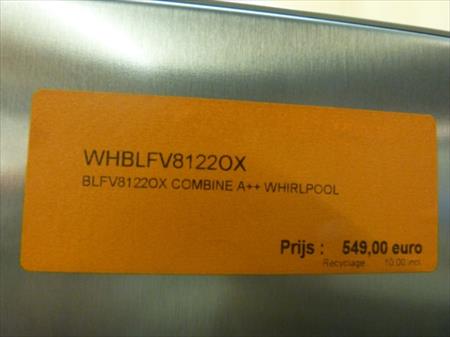 WHBLFV8122OX
BLFV8122OX COMBINE A++ WHIRLPOOL
Prijs : 549,00 euro
Recyclage 10.00 incl.